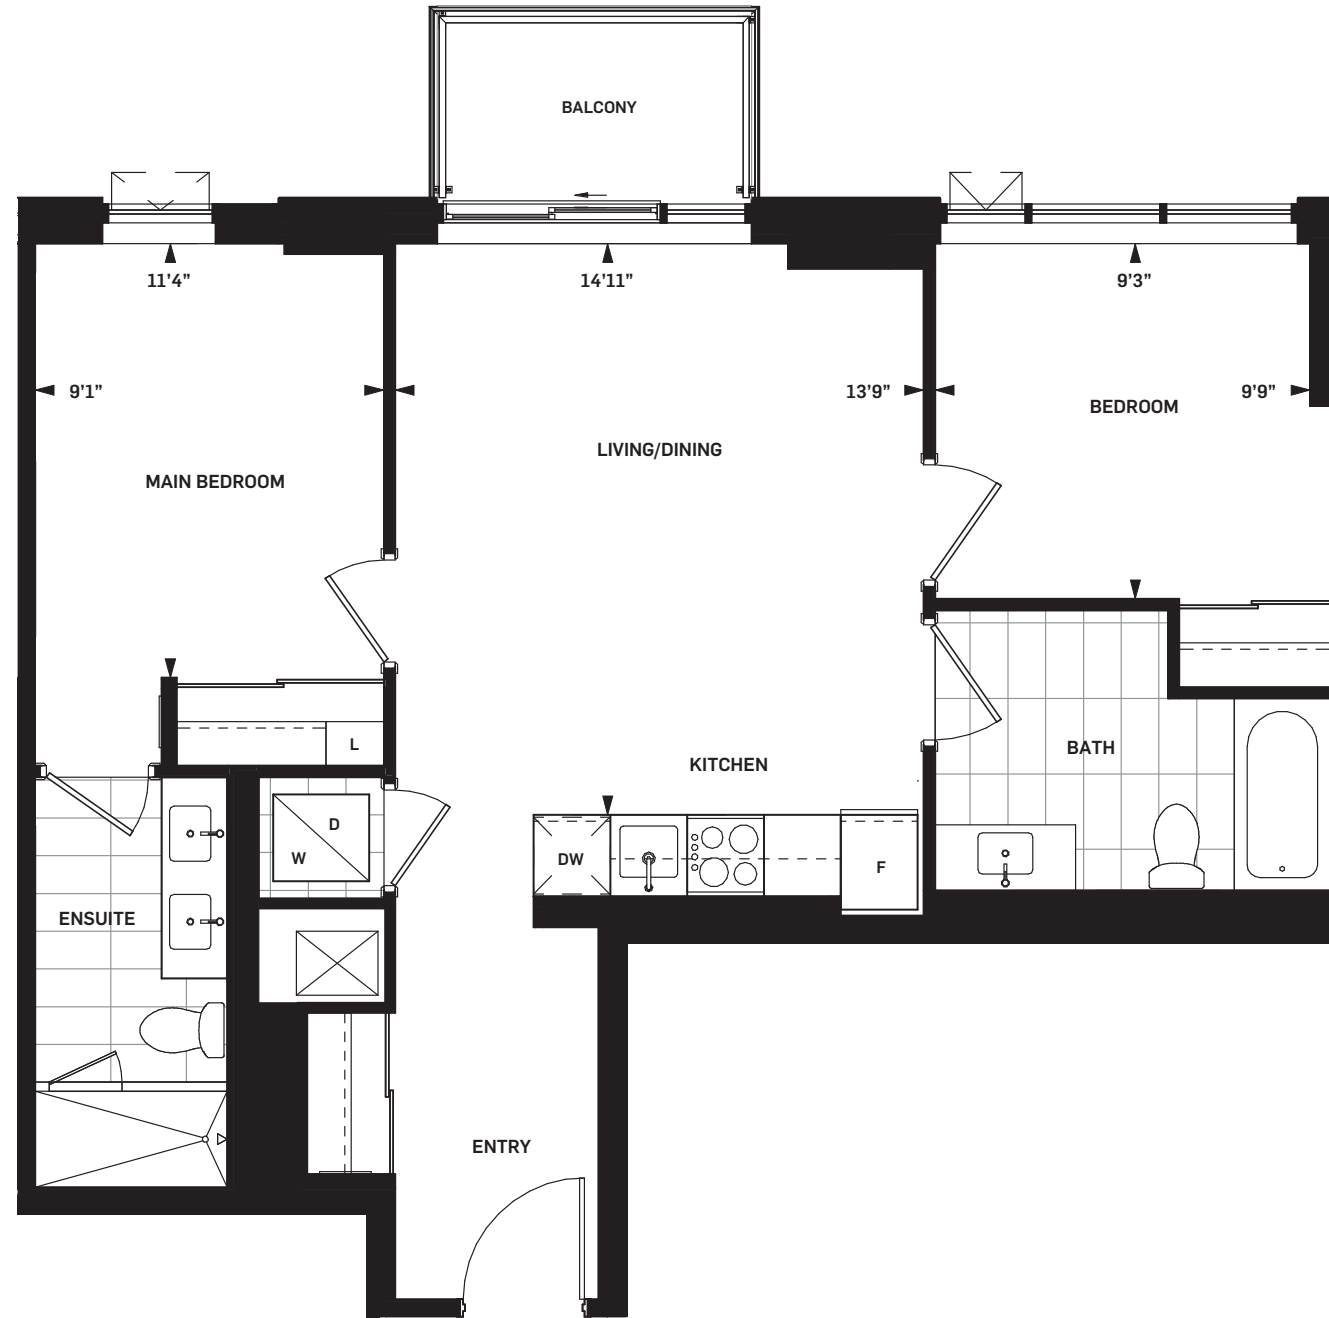 BALCONY
11'4”
14'11”
9'3”
9'1”
13'9”
9'9”
BEDROOM
LIVING/DINING
MAIN BEDROOM
L
BATH
KITCHEN
D
W
DW
F
ENSUITE
ENTRY